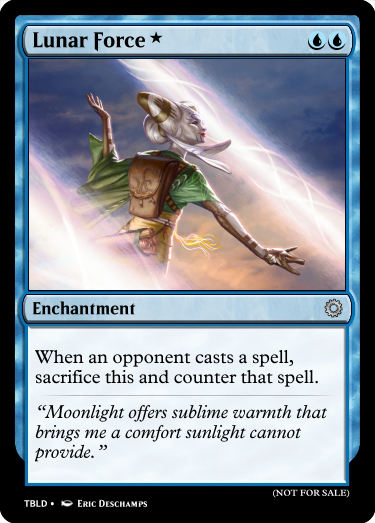 Lunar Force ★
Enchantment
When an opponent casts a spell,
sacrifice this and counter that spell.
“Moonlight offers sublime warmth that
brings me a comfort sunlight cannot
provide.”
(NOT FOR SALE)
TBLD • Eric Deschamps